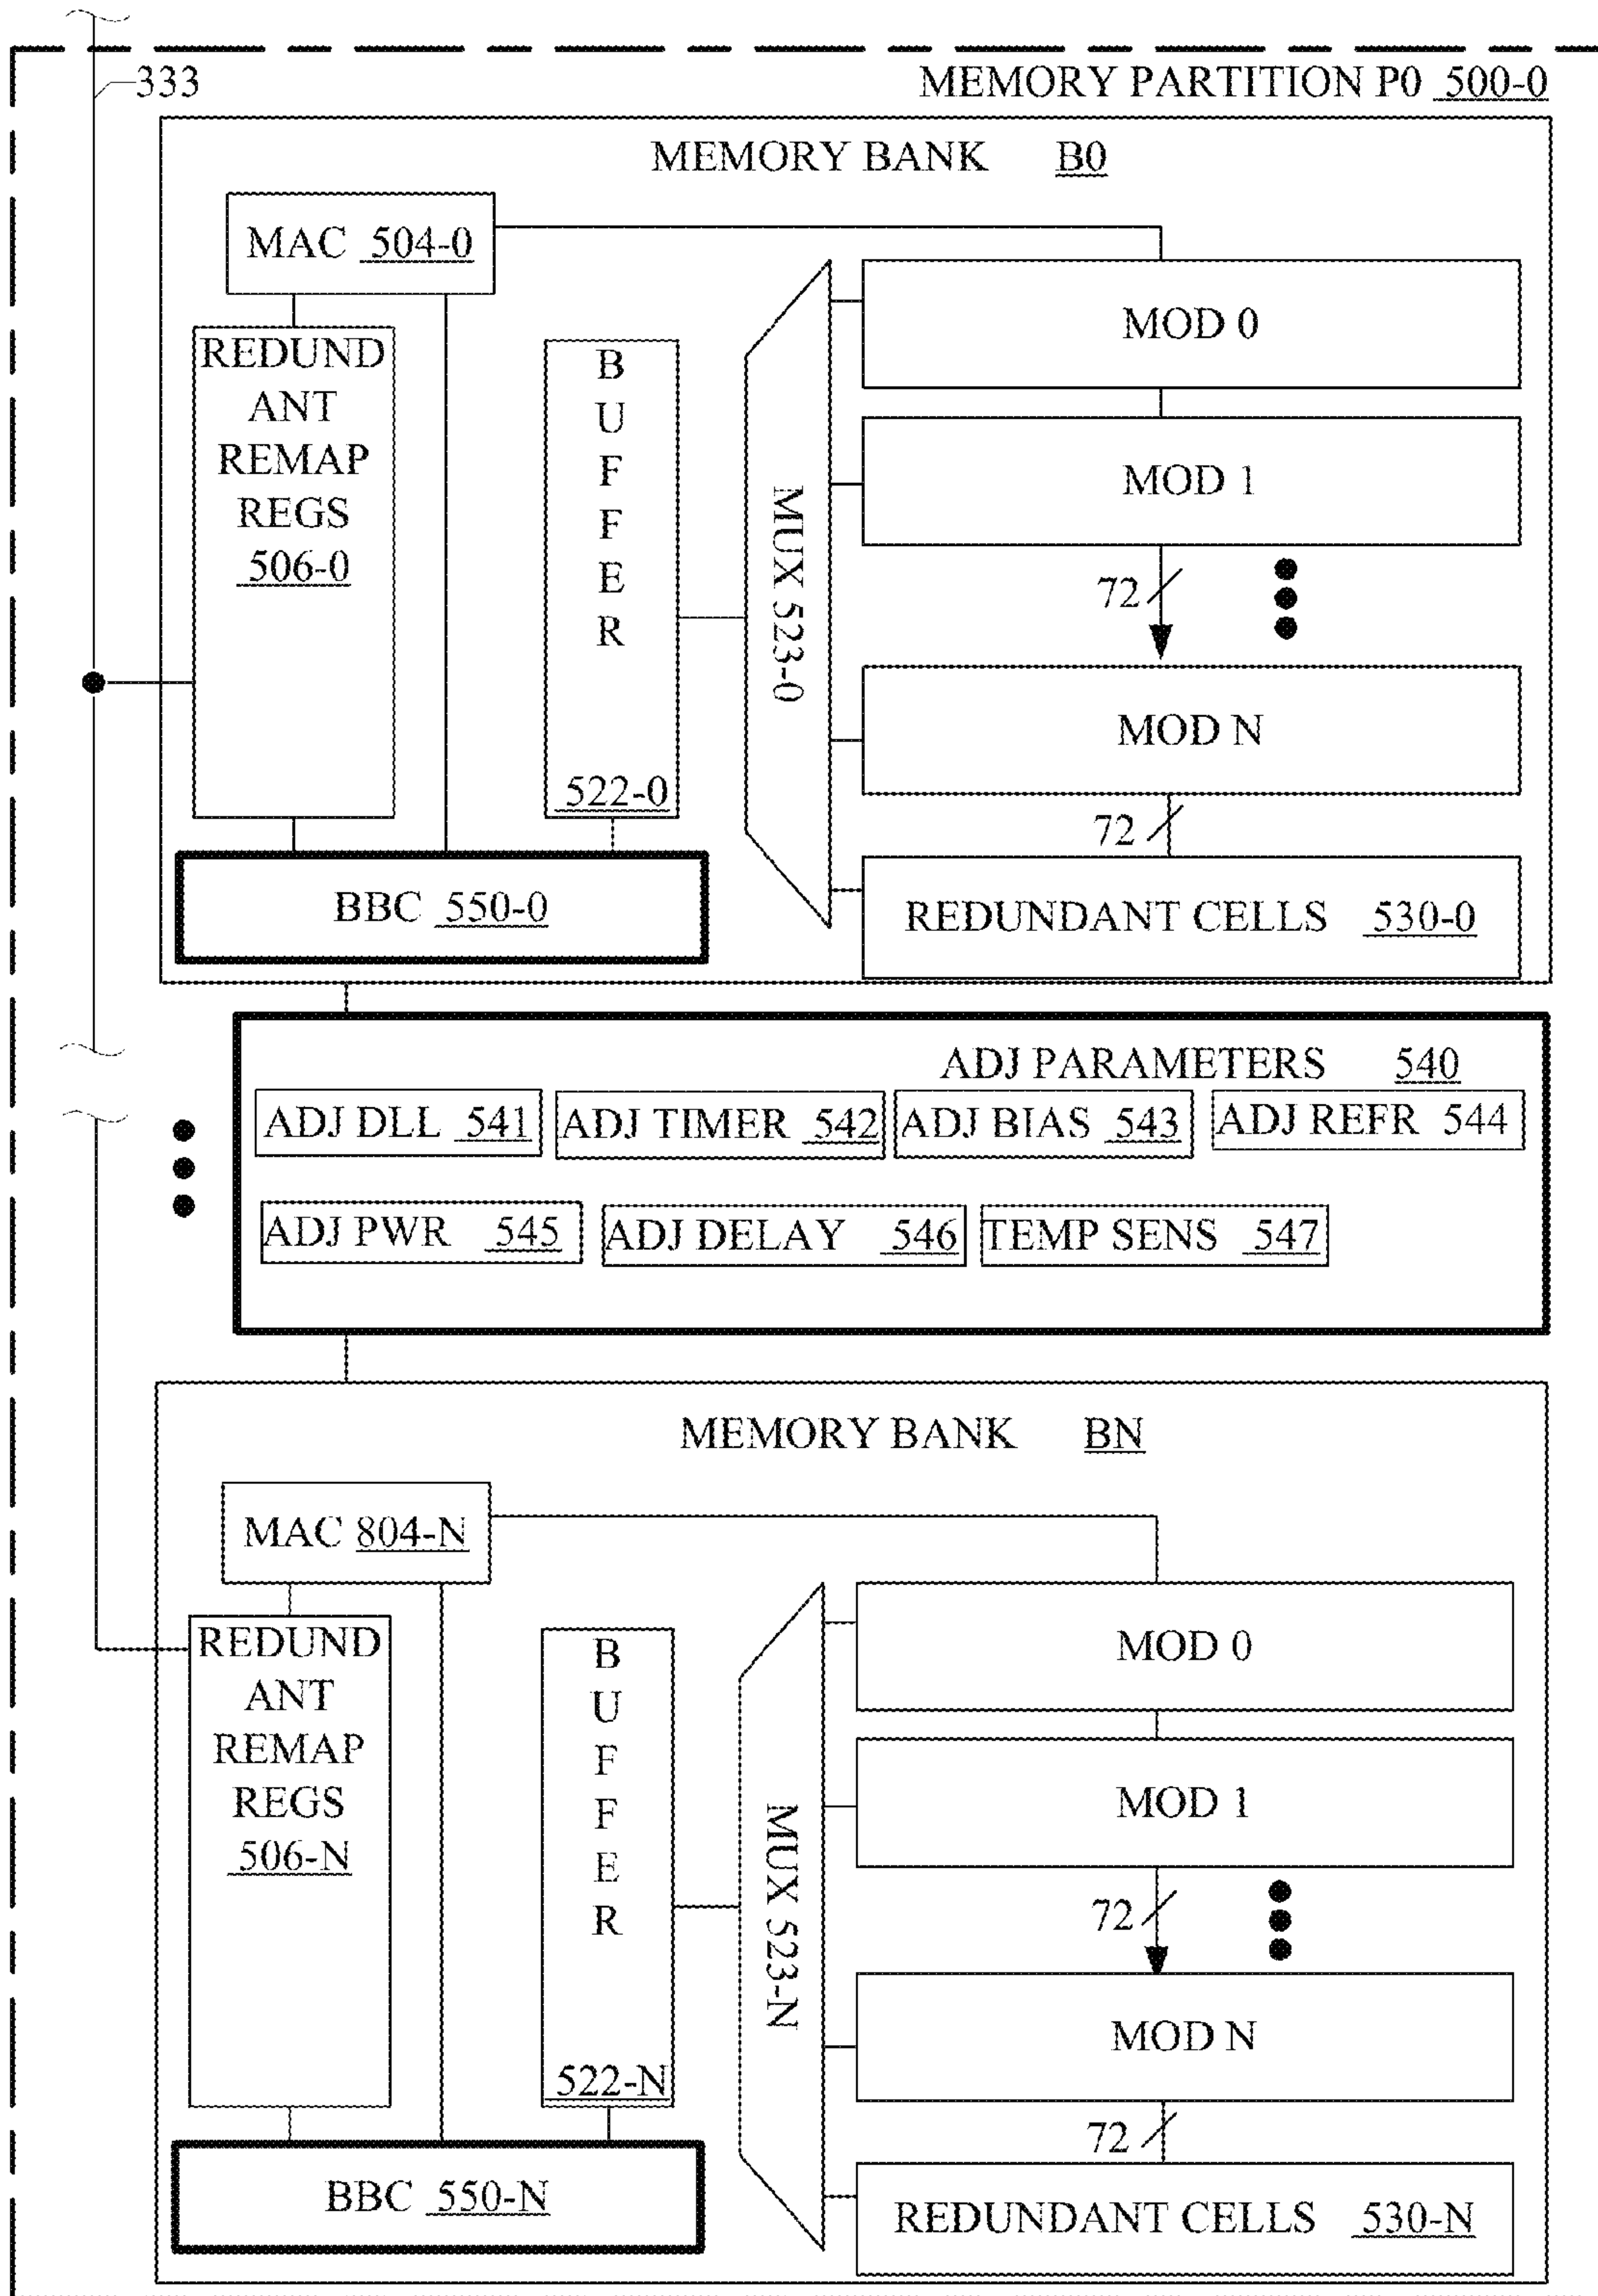 333
MEMORY PARTITION P0 500-0
MEMORY BANK B0
MAC 504-0
REDUND
ANT
REMAP
REGS
506-0
B
U
F
F
E
R
522-0
MUX 523-0
MOD 0
MOD 1
72
MOD N
72
BBC 550-0
REDUNDANT CELLS 530-0
ADJ PARAMETERS 540
ADJ DLL 541
ADJ TIMER 542
ADJ BIAS 543
ADJ REFR 544
ADJ PWR 545
ADJ DELAY 546
TEMP SENS 547
MEMORY BANK BN
MAC 804-N
REDUND
ANT
REMAP
REGS
506-N
B
U
F
F
E
R
522-N
MUX 523-N
MOD 0
MOD 1
72
MOD N
72
BBC 550-N
REDUNDANT CELLS 530-N